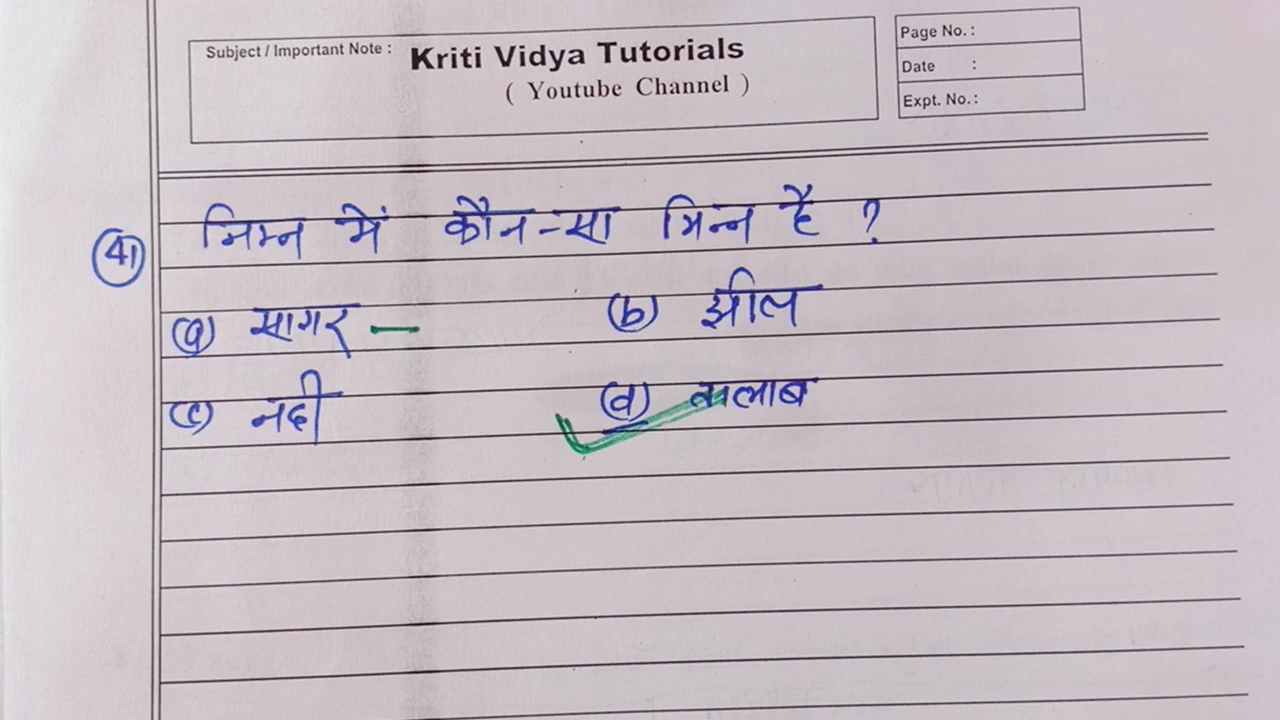 Subject / Important Note : Kriti Vidya Tutorials
( Youtube Channel )
Page No. :
Date :
Expt. No. :
41 निम्न में कौन-सा भिन्न है ?
(a) सागर — (b) झील
(c) नदी (d) तालाब